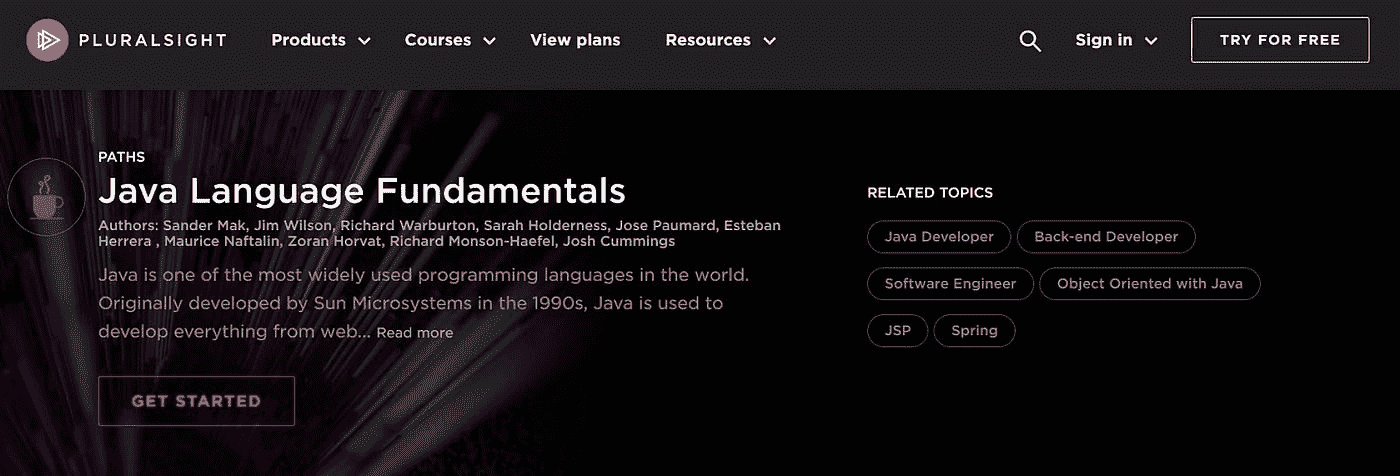 PLURALSIGHT Products Courses View plans Resources Sign in TRY FOR FREE
PATHS
Java Language Fundamentals
Authors: Sander Mak, Jim Wilson, Richard Warburton, Sarah Holderness, Jose Paumard, Esteban
Herrera , Maurice Naftalin, Zoran Horvat, Richard Monson-Haefel, Josh Cummings
Java is one of the most widely used programming languages in the world.
Originally developed by Sun Microsystems in the 1990s, Java is used to
develop everything from web... Read more
GET STARTED
RELATED TOPICS
Java Developer Back-end Developer
Software Engineer Object Oriented with Java
JSP Spring